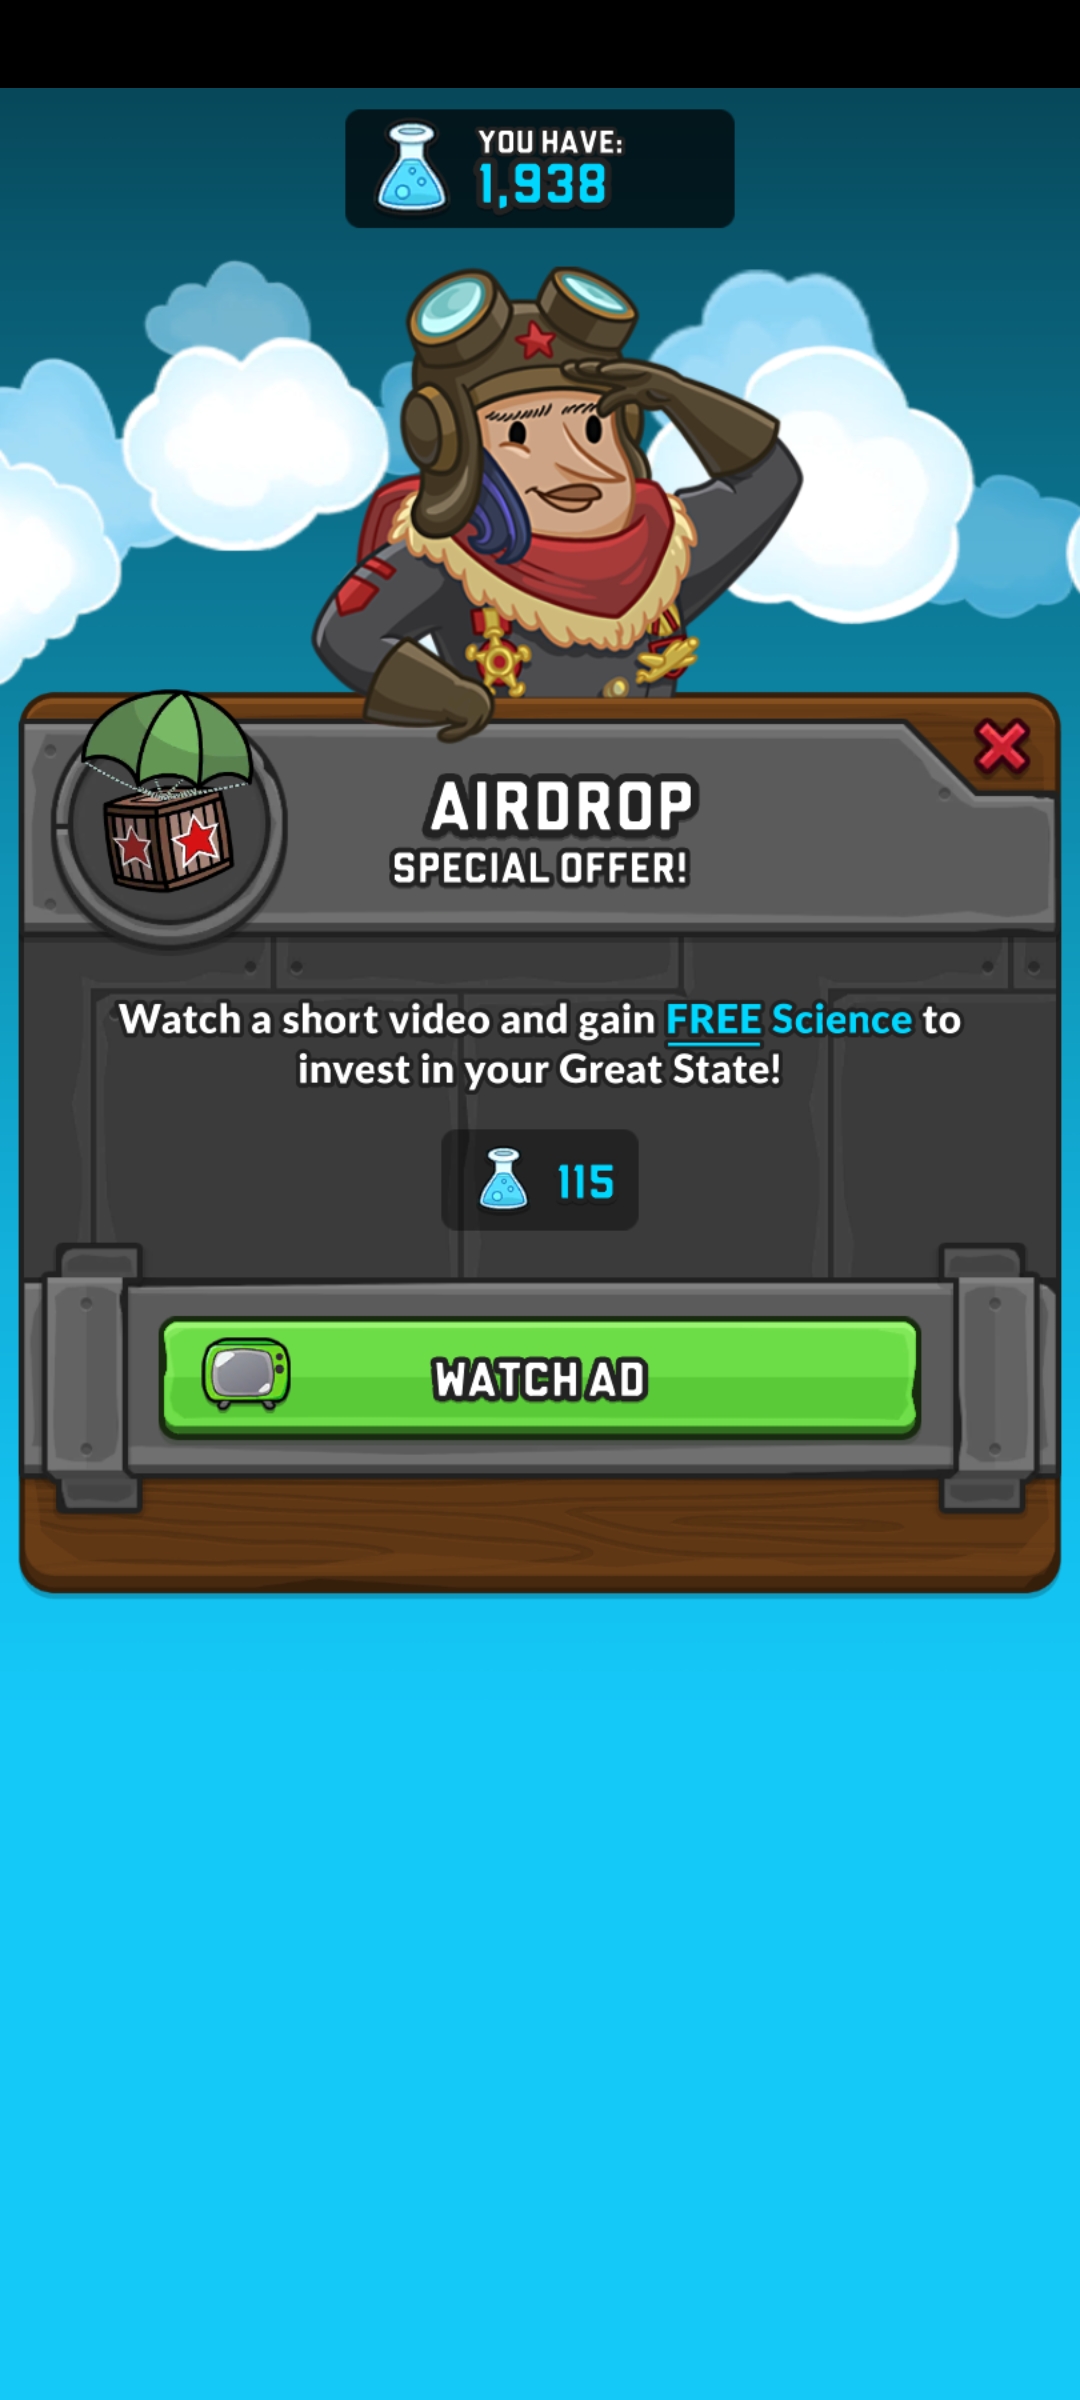 YOU HAVE:
1,938
AIRDROP
SPECIAL OFFER!
Watch a short video and gain FREE Science to
invest in your Great State!
115
WATCH AD